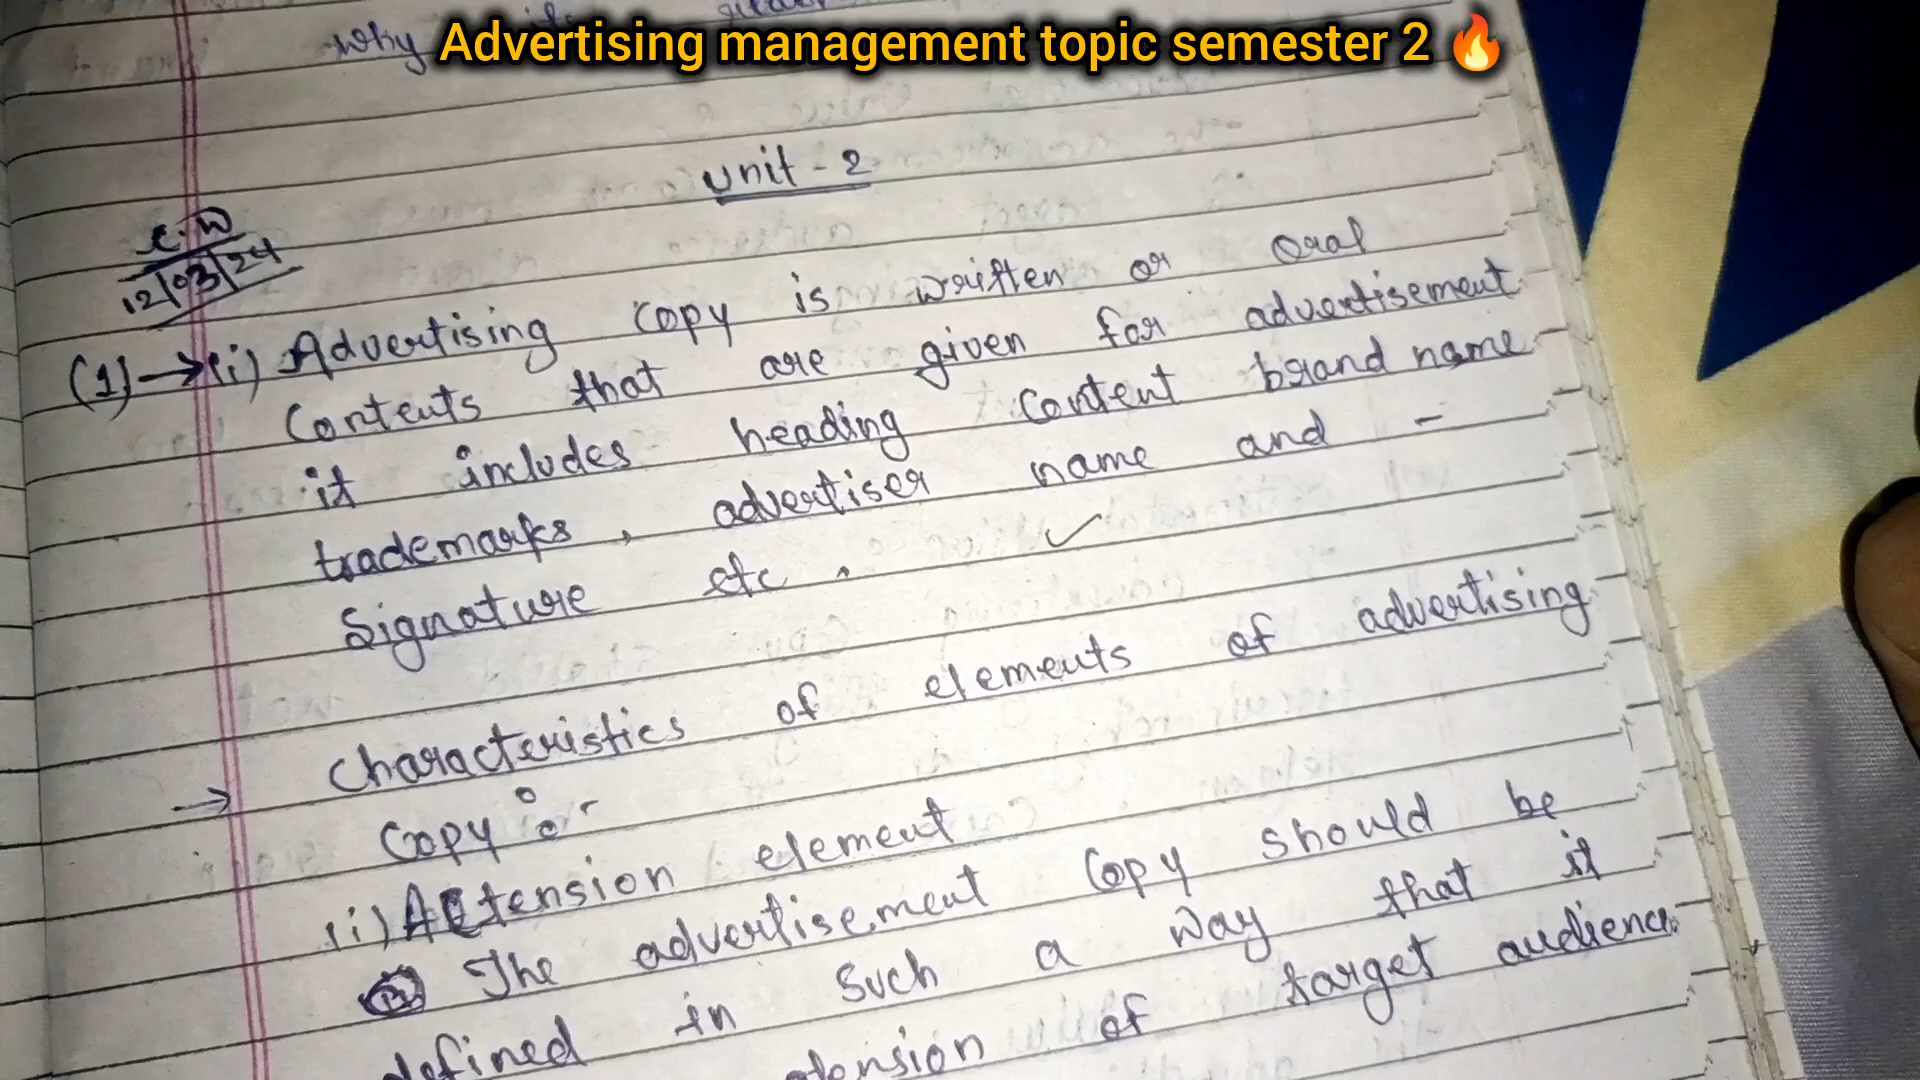 Advertising management topic semester 2 🔥
why
Unit - 2
C.W
12/03/24
(1)→(i) Advertising copy is written or oral
Contents that are given for advertisement
it includes heading content brand name
trademarks, advertiser name and -
Signature etc.
→ Characteristics of elements of advertising
Copy :-
(i) Attension element
The advertisement Copy should be
defined in such a way that it
tension of target audience